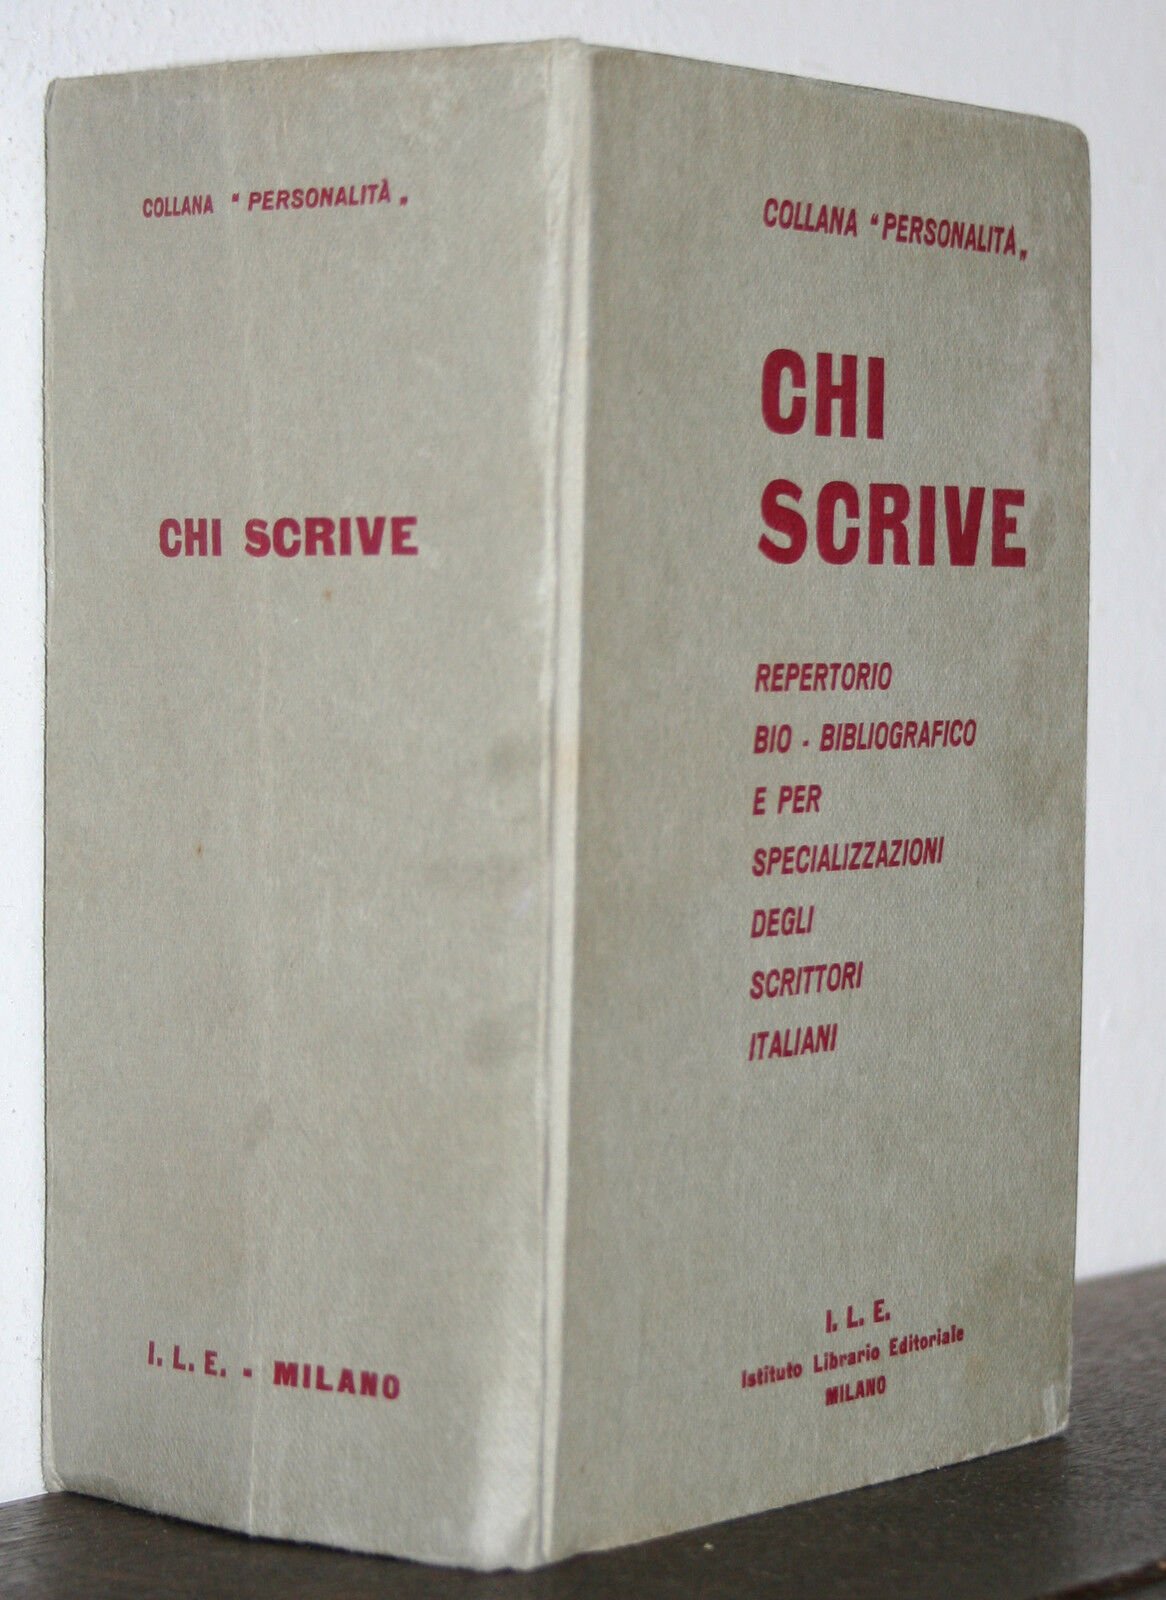 COLLANA " PERSONALITÀ „
CHI SCRIVE
I. L. E. - MILANO
COLLANA "PERSONALITÀ„
CHI
SCRIVE
REPERTORIO
BIO - BIBLIOGRAFICO
E PER
SPECIALIZZAZIONI
DEGLI
SCRITTORI
ITALIANI
I. L. E.
Istituto Librario Editoriale
MILANO